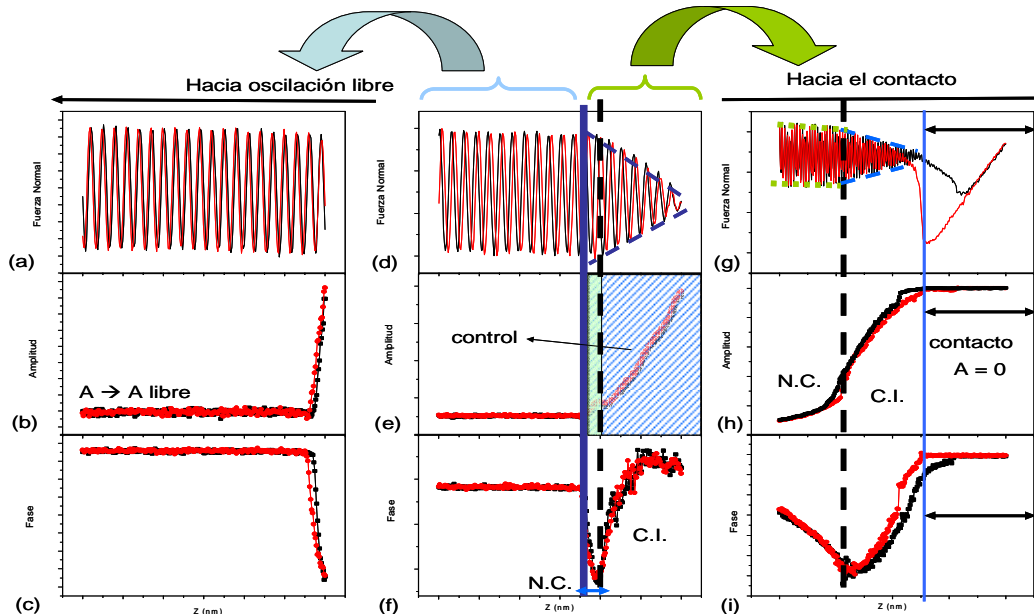 Hacia oscilación libre
Hacia el contacto
Fuerza Normal
(a)
Fuerza Normal
(d)
Fuerza Normal
(g)
Amplitud
A → A libre
(b)
Amplitud
control
(e)
Amplitud
N.C.
C.I.
contacto
A = 0
(h)
Fase
(c)
Z (nm)
Fase
N.C.
C.I.
(f)
Z (nm)
Fase
(i)
Z (nm)